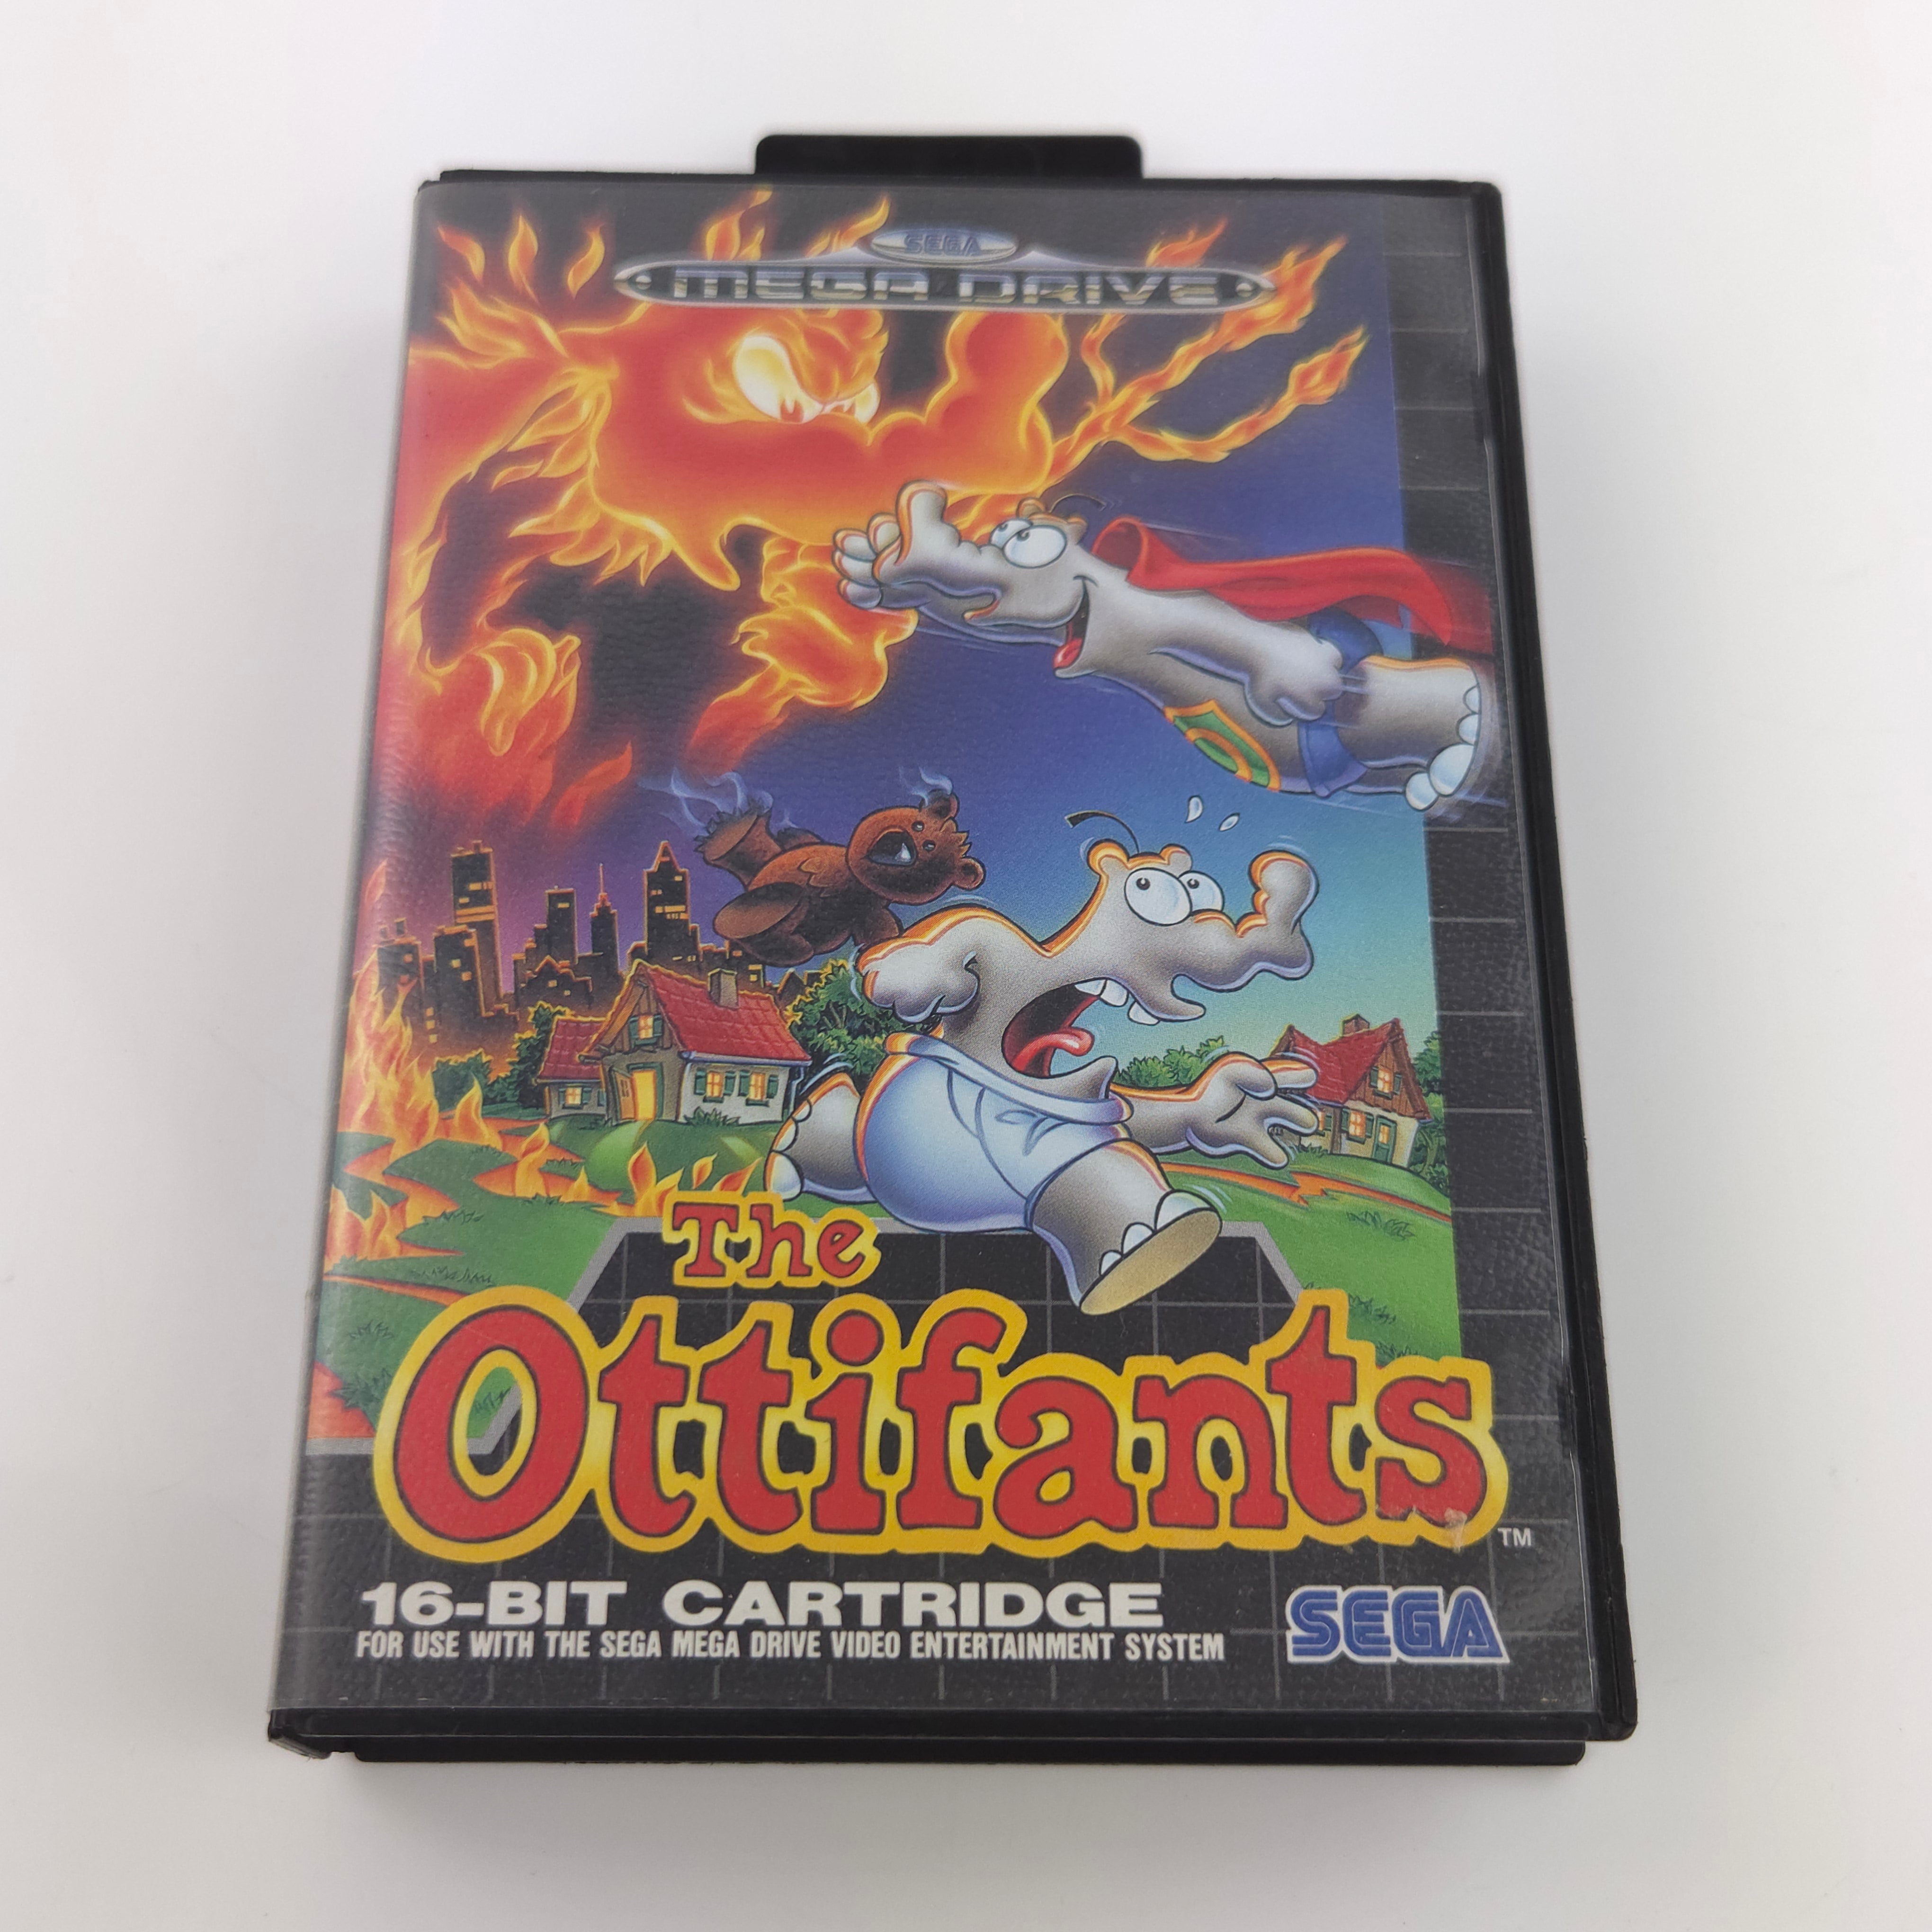 SEGA
MEGA DRIVE
The
Ottifants
TM
16-BIT CARTRIDGE
FOR USE WITH THE SEGA MEGA DRIVE VIDEO ENTERTAINMENT SYSTEM
SEGA